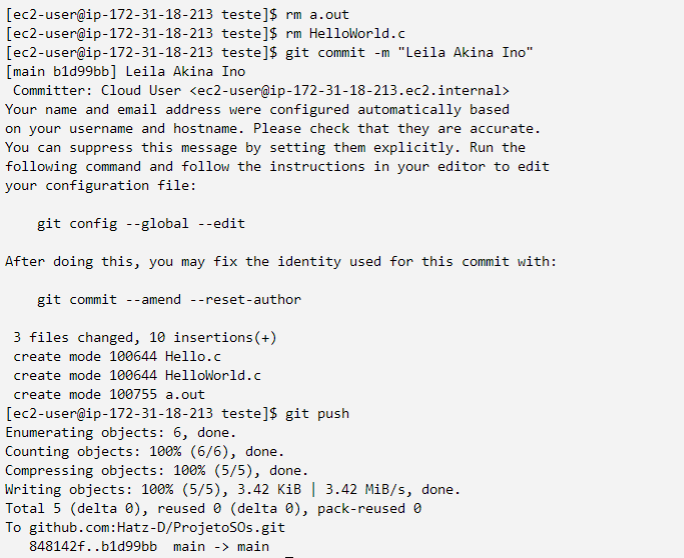 [ec2-user@ip-172-31-18-213 teste]$ rm a.out
[ec2-user@ip-172-31-18-213 teste]$ rm HelloWorld.c
[ec2-user@ip-172-31-18-213 teste]$ git commit -m "Leila Akina Ino"
[main b1d99bb] Leila Akina Ino
 Committer: Cloud User <ec2-user@ip-172-31-18-213.ec2.internal>
Your name and email address were configured automatically based
on your username and hostname. Please check that they are accurate.
You can suppress this message by setting them explicitly. Run the
following command and follow the instructions in your editor to edit
your configuration file:

    git config --global --edit

After doing this, you may fix the identity used for this commit with:

    git commit --amend --reset-author

 3 files changed, 10 insertions(+)
 create mode 100644 Hello.c
 create mode 100644 HelloWorld.c
 create mode 100755 a.out
[ec2-user@ip-172-31-18-213 teste]$ git push
Enumerating objects: 6, done.
Counting objects: 100% (6/6), done.
Compressing objects: 100% (5/5), done.
Writing objects: 100% (5/5), 3.42 KiB | 3.42 MiB/s, done.
Total 5 (delta 0), reused 0 (delta 0), pack-reused 0
To github.com:Hatz-D/ProjetoSOs.git
   848142f..b1d99bb  main -> main